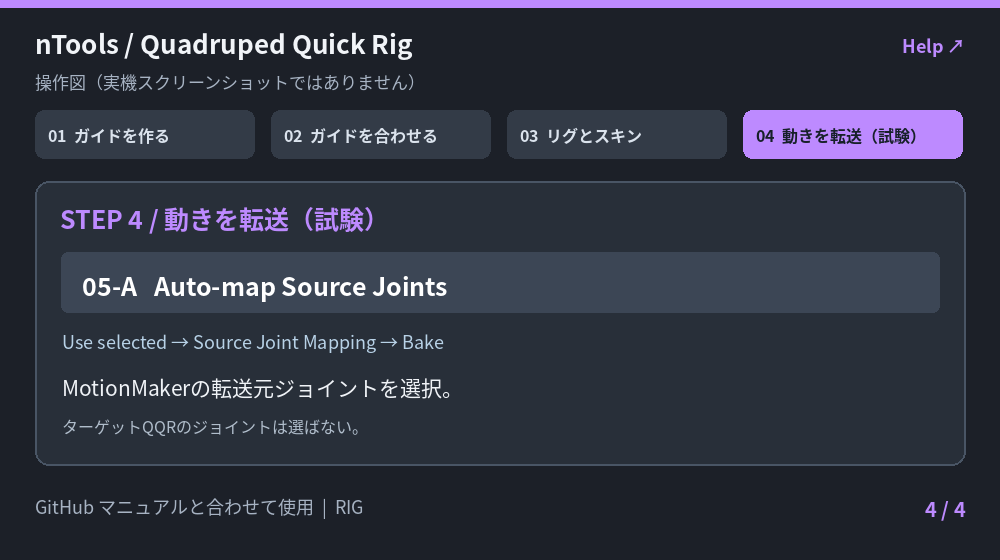 nTools / Quadruped Quick Rig
Help ↗
操作図（実機スクリーンショットではありません）
01 ガイドを作る
02 ガイドを合わせる
03 リグとスキン
04 動きを転送（試験）
STEP 4 / 動きを転送（試験）
05-A Auto-map Source Joints
Use selected → Source Joint Mapping → Bake
MotionMakerの転送元ジョイントを選択。
ターゲットQQRのジョイントは選ばない。
GitHub マニュアルと合わせて使用 | RIG
4 / 4